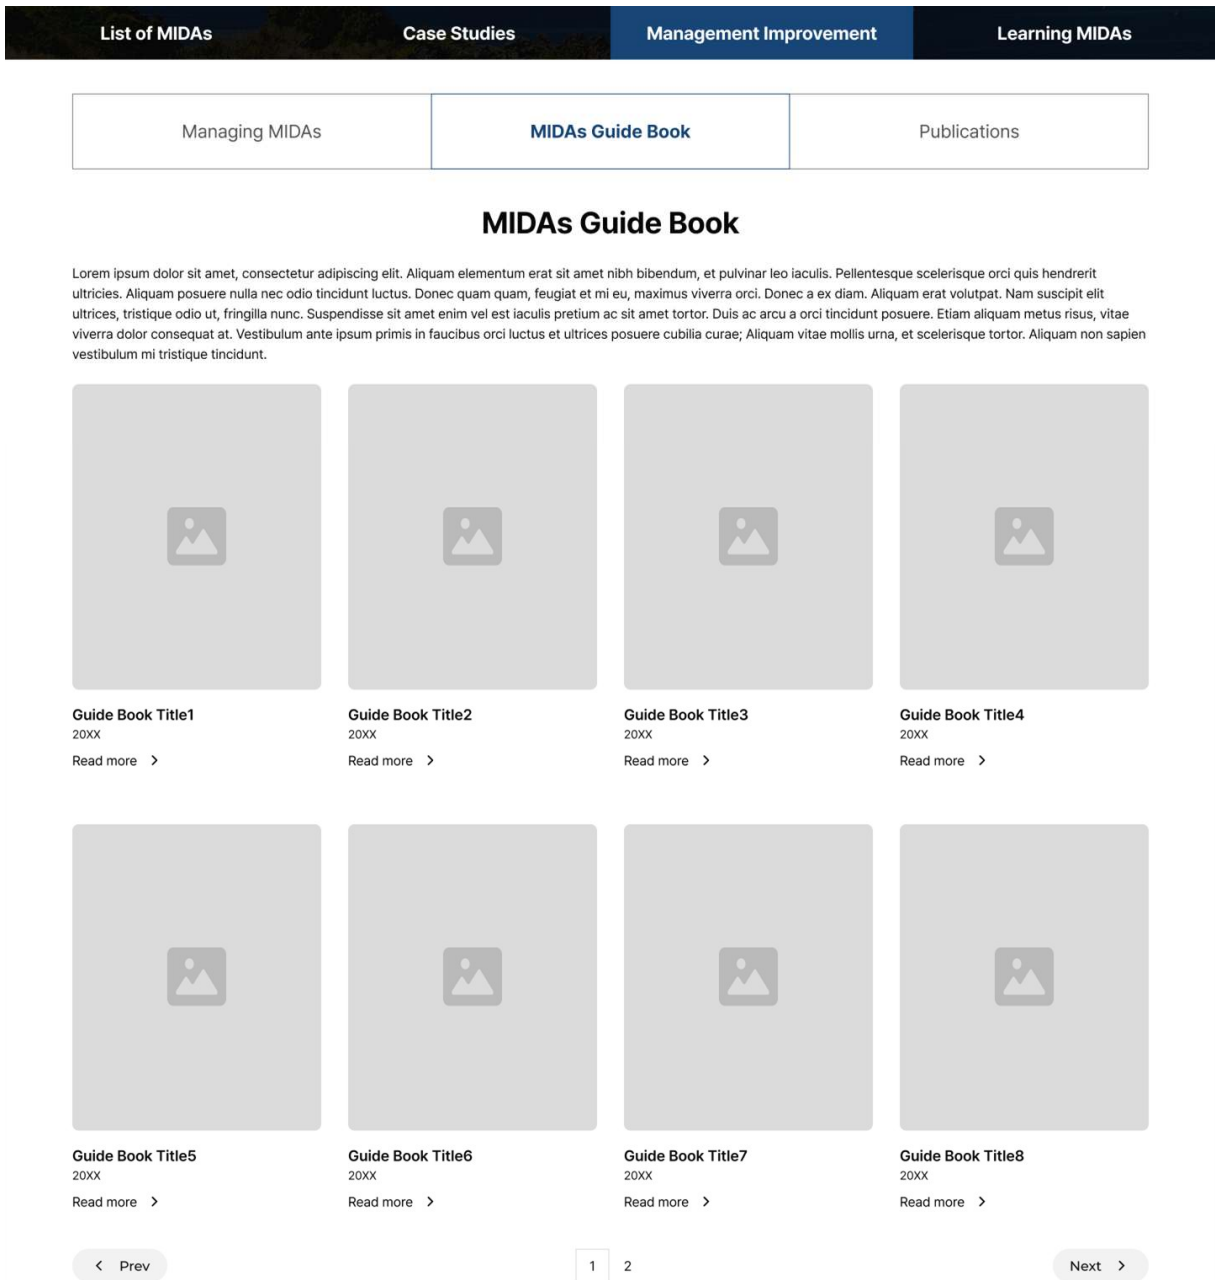 List of MIDAs
Case Studies
Management Improvement
Learning MIDAs
Managing MIDAs
MIDAs Guide Book
Publications
MIDAs Guide Book
Lorem ipsum dolor sit amet, consectetur adipiscing elit. Aliquam elementum erat sit amet nibh bibendum, et pulvinar leo iaculis. Pellentesque scelerisque orci quis hendrerit
ultricies. Aliquam posuere nulla nec odio tincidunt luctus. Donec quam quam, feugiat et mi eu, maximus viverra orci. Donec a ex diam. Aliquam erat volutpat. Nam suscipit elit
ultrices, tristique odio ut, fringilla nunc. Suspendisse sit amet enim vel est iaculis pretium ac sit amet tortor. Duis ac arcu a orci tincidunt posuere. Etiam aliquam metus risus, vitae
viverra dolor consequat at. Vestibulum ante ipsum primis in faucibus orci luctus et ultrices posuere cubilia curae; Aliquam vitae mollis urna, et scelerisque tortor. Aliquam non sapien
vestibulum mi tristique tincidunt.
Guide Book Title1
20XX
Read more
Guide Book Title2
20XX
Read more
Guide Book Title3
20XX
Read more
Guide Book Title4
20XX
Read more
Guide Book Title5
20XX
Read more
Guide Book Title6
20XX
Read more
Guide Book Title7
20XX
Read more
Guide Book Title8
20XX
Read more
Prev
1 2
Next